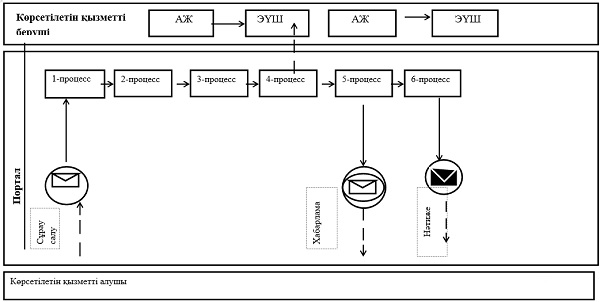 Көрсетілетін қызметті
беруші
АЖ
ЭҮШ
АЖ
ЭҮШ
1-процесс
2-процесс
3-процесс
4-процесс
5-процесс
6-процесс
Портал
Сұрау
салу
Хабарлама
Нәтиже
Көрсетілетін қызметті алушы